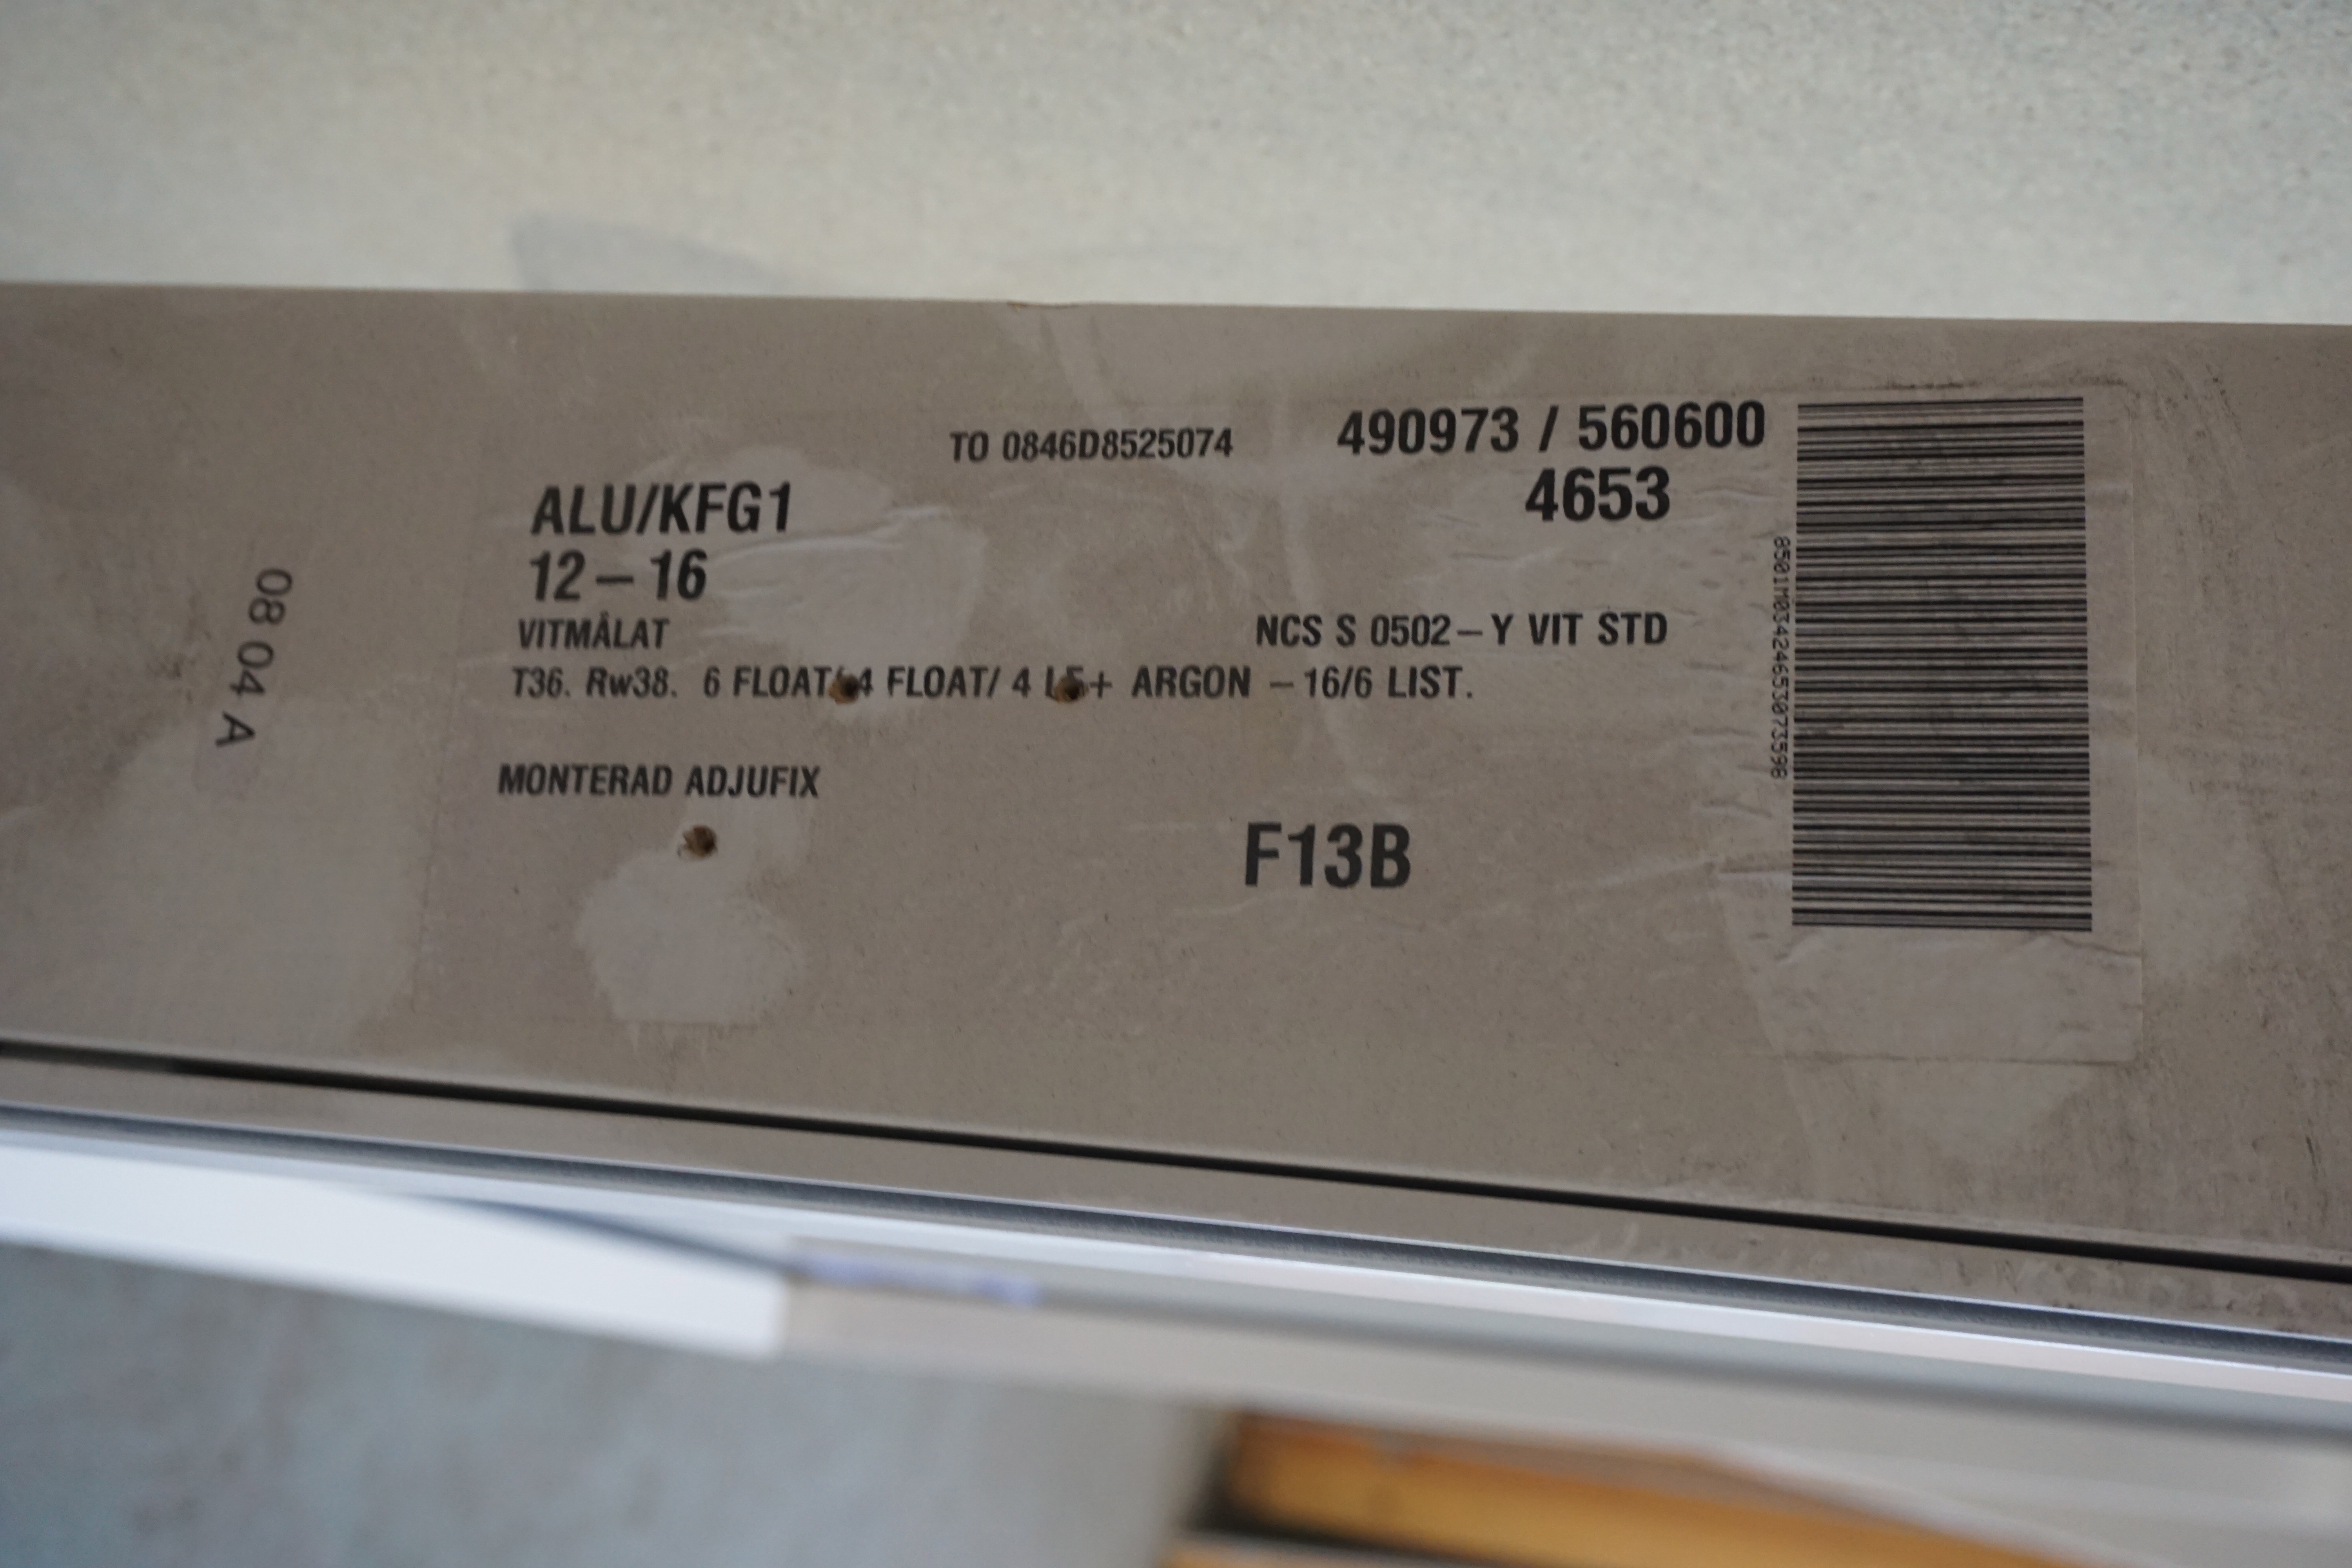 TO 0846D8525074
490973 / 560600
4653
ALU/KFG1
12-16
VITMÅLAT
NCS S 0502-Y VIT STD
T36. Rw38. 6 FLOAT/ 4 FLOAT/ 4 + ARGON -16/6 LIST.
MONTERAD ADJUFIX
F13B
08 04 A